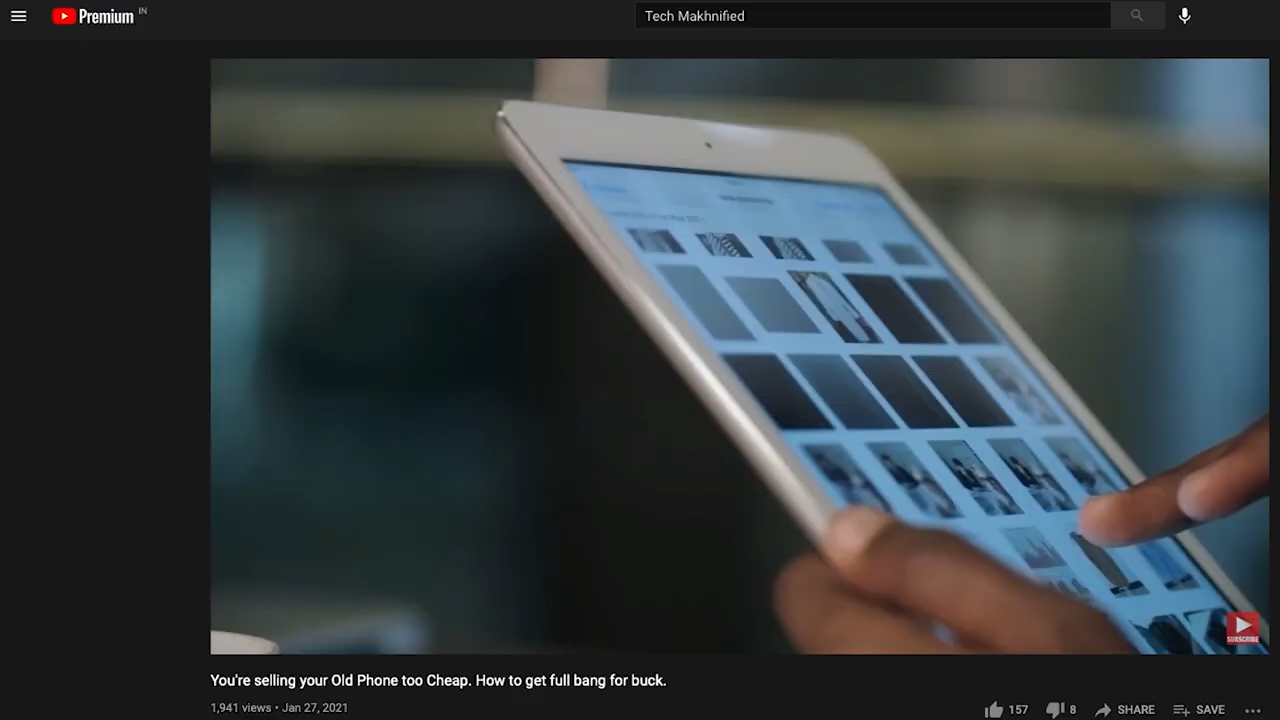 Premium IN
Tech Makhnified
SUBSCRIBE
You're selling your Old Phone too Cheap. How to get full bang for buck.
1,941 views • Jan 27, 2021
157 8 SHARE SAVE